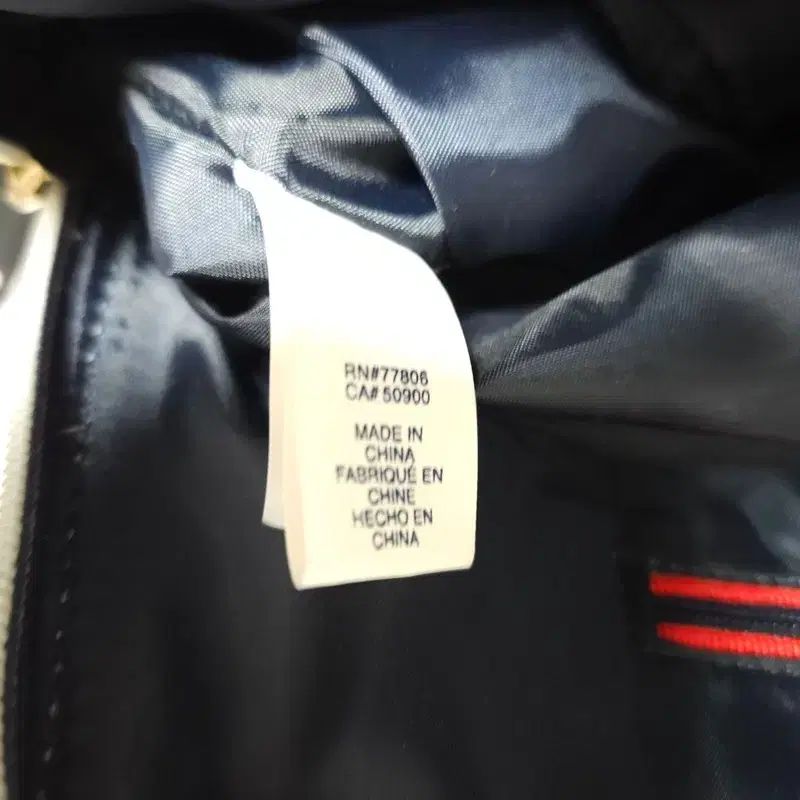 RN#77806
CA#50900
MADE IN
CHINA
FABRIQUÉ EN
CHINE
HECHO EN
CHINA